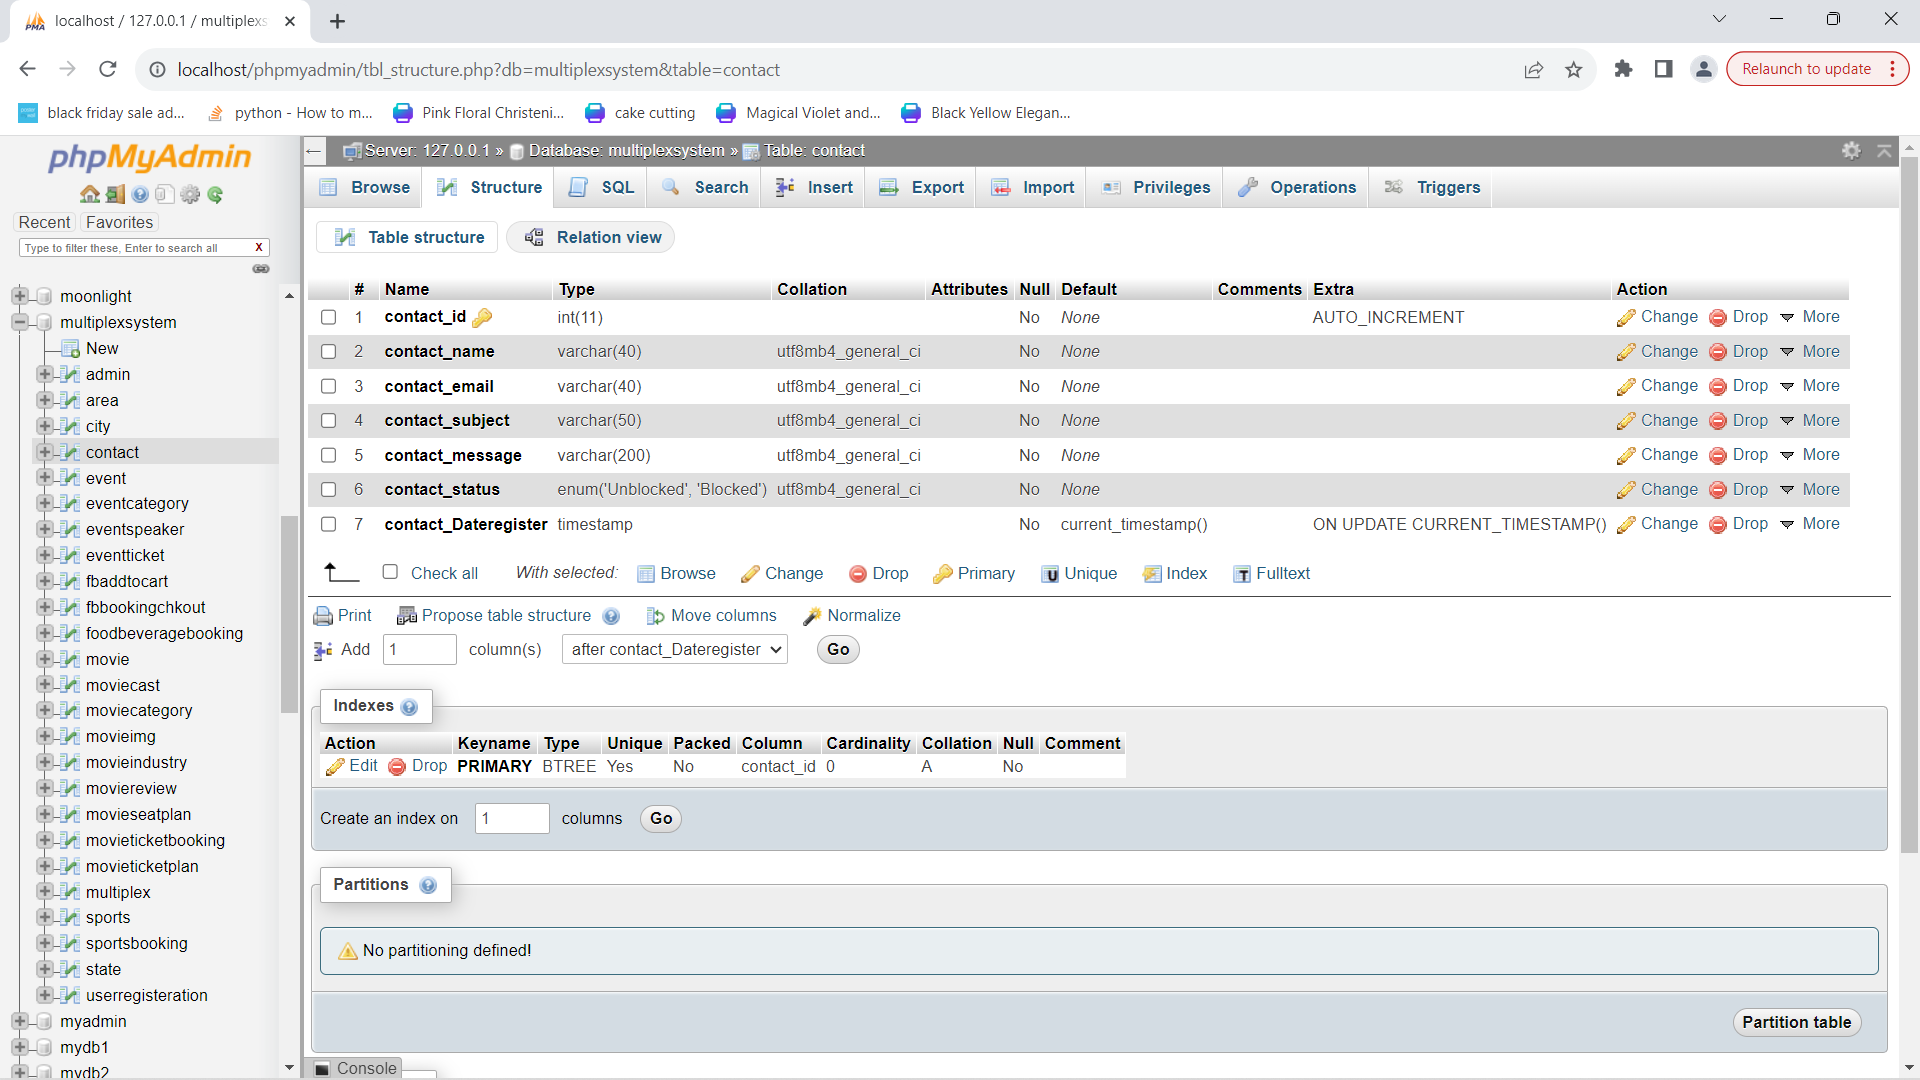 localhost / 127.0.0.1 / multiplexs
localhost/phpmyadmin/tbl_structure.php?db=multiplexsystem&table=contact
Relaunch to update
black friday sale ad...
python - How to m...
Pink Floral Christeni...
cake cutting
Magical Violet and...
Black Yellow Elegan...
phpMyAdmin
Recent Favorites
Type to filter these, Enter to search all X
moonlight
multiplexsystem
New
admin
area
city
contact
event
eventcategory
eventspeaker
eventticket
fbaddtocart
fbbookingchkout
foodbeveragebooking
movie
moviecast
moviecategory
movieimg
movieindustry
moviereview
movieseatplan
movieticketbooking
movieticketplan
multiplex
sports
sportsbooking
state
userregisteration
myadmin
mydb1
mydb2
Server: 127.0.0.1 » Database: multiplexsystem » Table: contact
Browse Structure SQL Search Insert Export Import Privileges Operations Triggers
Table structure Relation view
# Name Type Collation Attributes Null Default Comments Extra Action
1 contact_id int(11) No None AUTO_INCREMENT Change Drop More
2 contact_name varchar(40) utf8mb4_general_ci No None Change Drop More
3 contact_email varchar(40) utf8mb4_general_ci No None Change Drop More
4 contact_subject varchar(50) utf8mb4_general_ci No None Change Drop More
5 contact_message varchar(200) utf8mb4_general_ci No None Change Drop More
6 contact_status enum('Unblocked', 'Blocked') utf8mb4_general_ci No None Change Drop More
7 contact_Dateregister timestamp No current_timestamp() ON UPDATE CURRENT_TIMESTAMP() Change Drop More
Check all With selected: Browse Change Drop Primary Unique Index Fulltext
Print Propose table structure Move columns Normalize
Add 1 column(s) after contact_Dateregister Go
Indexes
Action Keyname Type Unique Packed Column Cardinality Collation Null Comment
Edit Drop PRIMARY BTREE Yes No contact_id 0 A No
Create an index on 1 columns Go
Partitions
No partitioning defined!
Partition table
Console